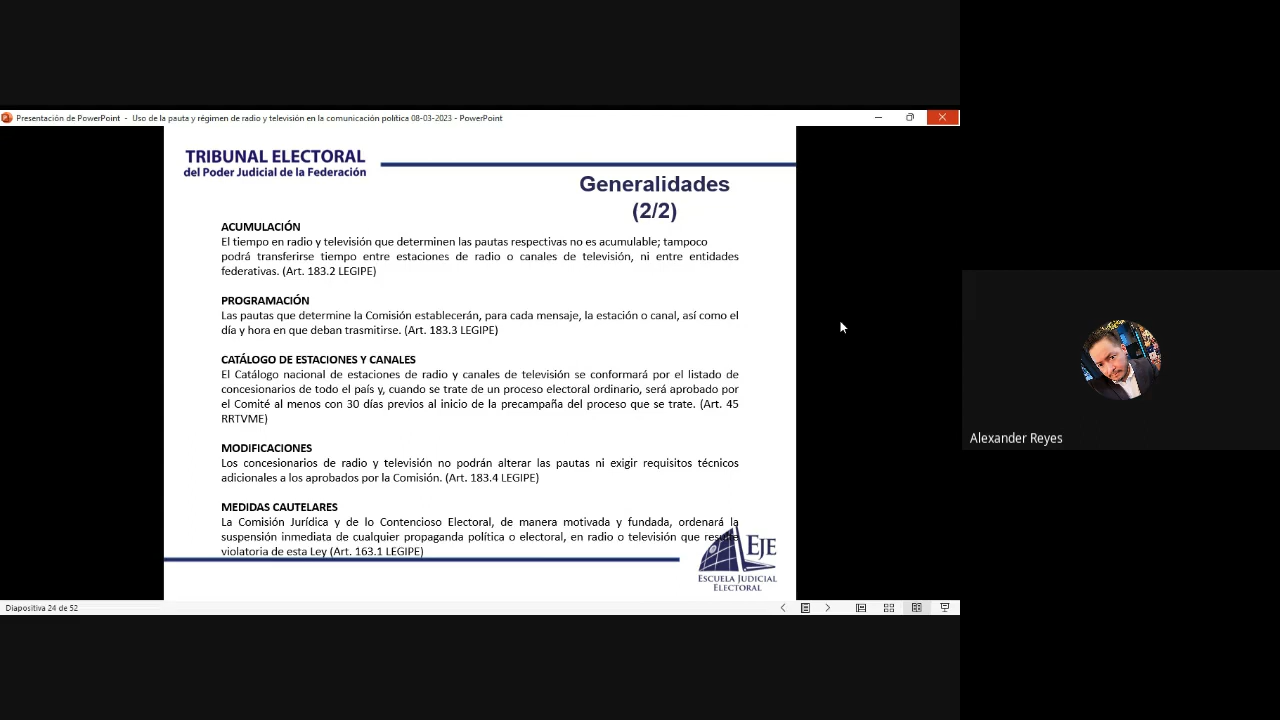 Presentación de PowerPoint - Uso de la pauta y régimen de radio y televisión en la comunicación política 08-03-2023 - PowerPoint
TRIBUNAL ELECTORAL
del Poder Judicial de la Federación
Generalidades
(2/2)
ACUMULACIÓN
El tiempo en radio y televisión que determinen las pautas respectivas no es acumulable; tampoco
podrá transferirse tiempo entre estaciones de radio o canales de televisión, ni entre entidades
federativas. (Art. 183.2 LEGIPE)
PROGRAMACIÓN
Las pautas que determine la Comisión establecerán, para cada mensaje, la estación o canal, así como el
día y hora en que deban trasmitirse. (Art. 183.3 LEGIPE)
CATÁLOGO DE ESTACIONES Y CANALES
El Catálogo nacional de estaciones de radio y canales de televisión se conformará por el listado de
concesionarios de todo el país y, cuando se trate de un proceso electoral ordinario, será aprobado por
el Comité al menos con 30 días previos al inicio de la precampaña del proceso que se trate. (Art. 45
RRTVME)
MODIFICACIONES
Los concesionarios de radio y televisión no podrán alterar las pautas ni exigir requisitos técnicos
adicionales a los aprobados por la Comisión. (Art. 183.4 LEGIPE)
MEDIDAS CAUTELARES
La Comisión Jurídica y de lo Contencioso Electoral, de manera motivada y fundada, ordenará la
suspensión inmediata de cualquier propaganda política o electoral, en radio o televisión que resulte
violatoria de esta Ley (Art. 163.1 LEGIPE)
EJE
ESCUELA JUDICIAL
ELECTORAL
Diapositiva 24 de 52
Alexander Reyes